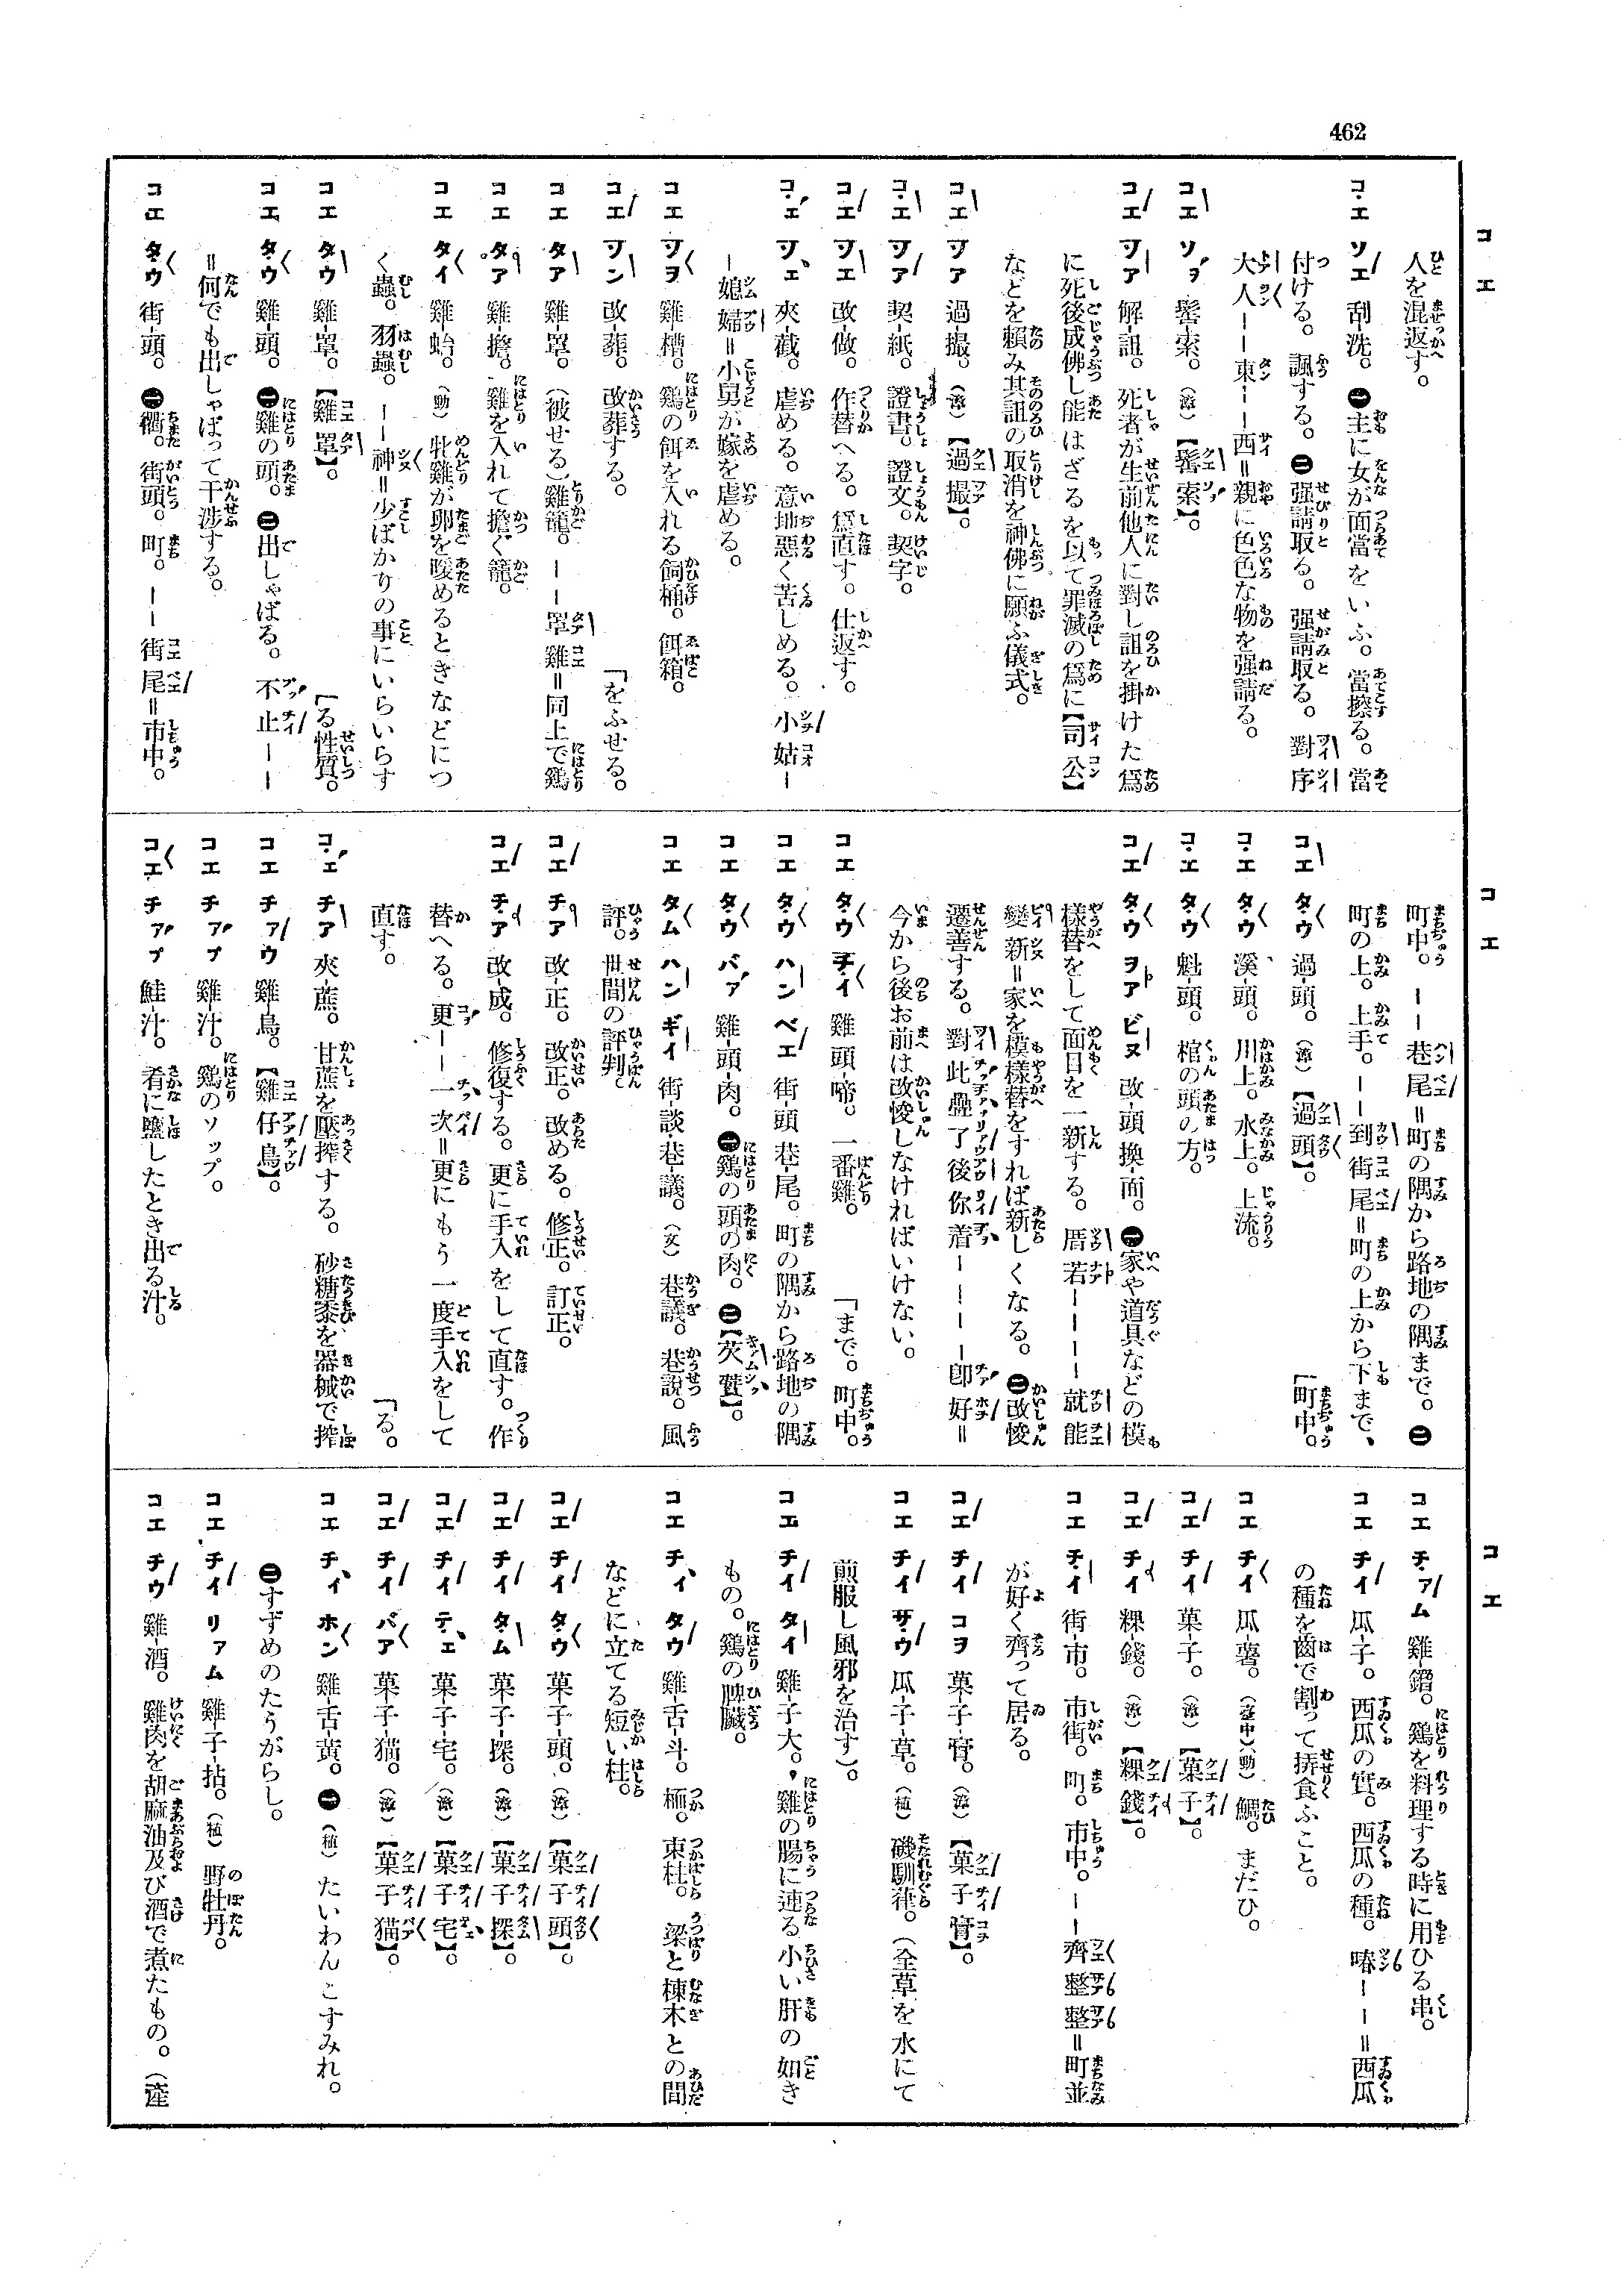 462
コエ
人を混返す。
コエ ソエ 刮-洗。 ㊀主に女が面當をいふ。當擦る。當
付ける。諷する。㊁强請取る。强請取る。對序
大人——東——西=親に色色な物を强請る。
コエ ソヲ 髻-索。(漳)【髻索】。
コエ ツア 解-詛。死者が生前他人に對し詛を掛けた爲
に死後成佛し能はざるを以て罪滅の爲に【司公】
などを賴み其詛の取消を神佛に願ふ儀式。
コエ ツア 過-撮。(漳)【過撮】。
コエ ツア 契-紙。證書。證文。契字。
コエ ツエ 改-做。作替へる。爲直す。仕返す。
コエ ツエ 夾-截。虐める。意地惡く苦しめる。小姑—
—媳婦=小舅が嫁を虐める。
コエ ツヲ 雞-槽。鷄の餌を入れる飼桶。餌箱。
コエ ツン 改-葬。改葬する。 「をふせる。
コエ タア 雞-罩。(被せる)雞籠。——罩雞=同上で鷄
コエ タア 雞-擔。雞を入れて擔ぐ籠。
コエ タイ 雞-蛤。(動)牝雞が卵を暖めるときなどにつ
く蟲。羽蟲。——神=少ばかりの事にいらいらす
コエ タウ 雞-罩。【雞罩】。 「る性質。
コエ タウ 雞-頭。㊀雞の頭。㊁出しゃばる。不止——
=何でも出しゃばって干涉する。
コエ タウ 街-頭。㊀衢。街頭。町。——街尾=市中。
コエ
町中。——巷尾=町の隅から路地の隅まで。㊁
町の上。上手。——到街尾=町の上から下まで、
コエ タウ 過-頭。(漳)【過頭】。 「町中。
コエ タウ 溪-頭。川上。水上。上流。
コエ タウ 魁-頭。棺の頭の方。
コエ タウ ヲア ビヌ 改-頭換-面。㊀家や道具などの模
樣替をして面目を一新する。厝若————就能
變新=家を模樣替をすれば新しくなる。㊁改悛
遷善する。對此疊了後你着————卽好=
今から後お前は改悛しなければいけない。
コエ タウ チイ 雞頭-啼。一番雞。 「まで。町中。
コエ タウ ハン ベエ 街-頭巷-尾。町の隅から路地の隅
コエ タウ バァ 雞-頭-肉。㊀鷄の頭の肉。㊁【芡實】。
コエ タム ハン ギイ 街-談-巷-議。(文)巷議。巷說。風
評。世間の評判。
コエ チア 改-正。改正。改める。修正。訂正。
コエ チア 改-成。修復する。更に手入をして直す。作
替へる。更——一次=更にもう一度手入をして
直す。 「る。
コエ チア 夾-蔗。甘蔗を壓搾する。砂糖黍を器械で搾
コエ チァウ 雞-鳥。【雞仔鳥】。
コエ チァプ 雞-汁。鷄のソップ。
コエ チァプ 鮭-汁。肴に鹽したとき出る汁。
コエ
コエ チァム 雞-鏨。鷄を料理する時に用ひる串。
コエ チイ 瓜-子。西瓜の實。西瓜の種。——=西瓜
の種を齒で割って挵食ふこと。
コエ チイ 瓜-薯。(臺中)(動)鯛。まだひ。
コエ チイ 菓-子。(漳)【菓子】。
コエ チイ 粿-錢。(漳)【粿錢】。
コエ チイ 街-市。市街。町。市中。——齊整整=町並
が好く齊って居る。
コエ チイ コヲ 菓-子-膏。(漳)【菓子膏】。
コエ チイ サウ 瓜-子-草。(植)磯馴葎。(全草を水にて
煎服し風邪を治す)。
コエ チイ タイ 雞-子-大。雞の腸に連る小い肝の如き
もの。鷄の脾臟。
コエ チイ タウ 雞-舌-斗。枊。束柱。梁と棟木との間
などに立てる短い柱。
コエ チイ タウ 菓-子-頭。(漳)【菓子頭】。
コエ チイ タム 菓-子-探。(漳)【菓子探】。
コエ チイ テエ 菓-子-宅。(漳)【菓子宅】。
コエ チイ バア 菓-子-猫。(漳)【菓子猫】。
コエ チイ ホン 雞-舌-黃。㊀(植)たいわんこすみれ。
㊁すずめのたうがらし。
コエ チイ リァム 雞-子-拈。(植)野牡丹。
コエ チウ 雞-酒。雞肉を胡麻油及び酒で煮たもの。(產